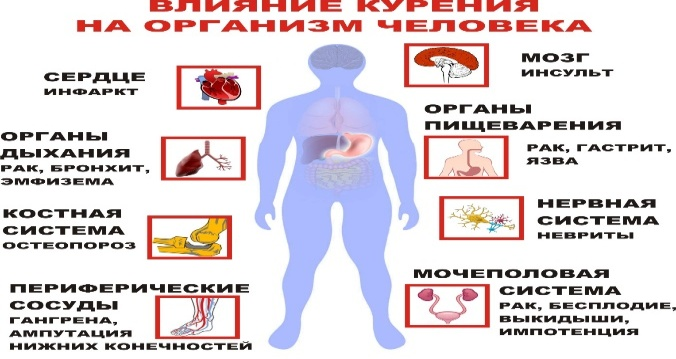 ВЛИЯНИЕ КУРЕНИЯ
НА ОРГАНИЗМ ЧЕЛОВЕКА
СЕРДЦЕ
ИНФАРКТ
ОРГАНЫ
ДЫХАНИЯ
РАК, БРОНХИТ,
ЭМФИЗЕМА
КОСТНАЯ
СИСТЕМА
ОСТЕОПОРОЗ
ПЕРИФЕРИЧЕСКИЕ
СОСУДЫ
ГАНГРЕНА,
АМПУТАЦИЯ
НИЖНИХ КОНЕЧНОСТЕЙ
МОЗГ
ИНСУЛЬТ
ОРГАНЫ
ПИЩЕВАРЕНИЯ
РАК, ГАСТРИТ,
ЯЗВА
НЕРВНАЯ
СИСТЕМА
НЕВРИТЫ
МОЧЕПОЛОВАЯ
СИСТЕМА
РАК, БЕСПЛОДИЕ,
ВЫКИДЫШИ,
ИМПОТЕНЦИЯ